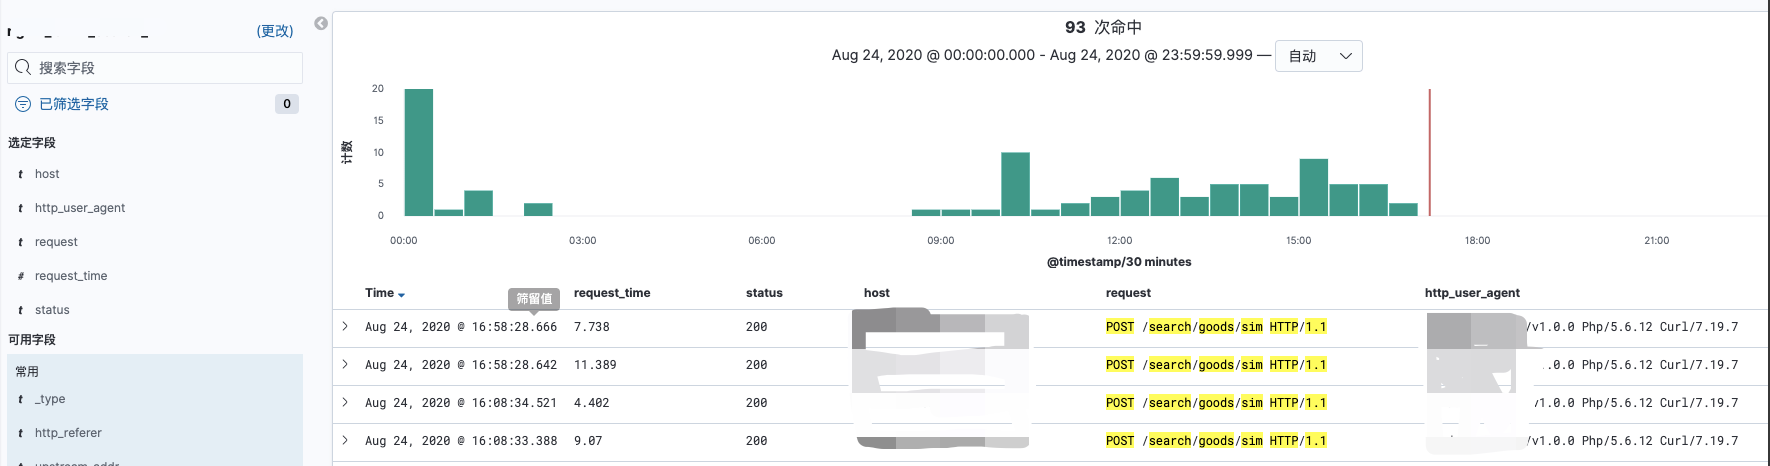 (更改)
搜索字段
已筛选字段 0
选定字段
t host
t http_user_agent
t request
# request_time
t status
可用字段
常用
t _type
t http_referer
93 次命中
Aug 24, 2020 @ 00:00:00.000 - Aug 24, 2020 @ 23:59:59.999 — 自动
计数
20
15
10
5
0
00:00 03:00 06:00 09:00 12:00 15:00 18:00 21:00
@timestamp/30 minutes
筛留值
Time request_time status host request http_user_agent
Aug 24, 2020 @ 16:58:28.666 7.738 200 POST /search/goods/sim HTTP/1.1 /v1.0.0 Php/5.6.12 Curl/7.19.7
Aug 24, 2020 @ 16:58:28.642 11.389 200 POST /search/goods/sim HTTP/1.1 .0.0 Php/5.6.12 Curl/7.19.7
Aug 24, 2020 @ 16:08:34.521 4.402 200 POST /search/goods/sim HTTP/1.1 v1.0.0 Php/5.6.12 Curl/7.19.7
Aug 24, 2020 @ 16:08:33.388 9.07 200 POST /search/goods/sim HTTP/1.1 /v1.0.0 Php/5.6.12 Curl/7.19.7